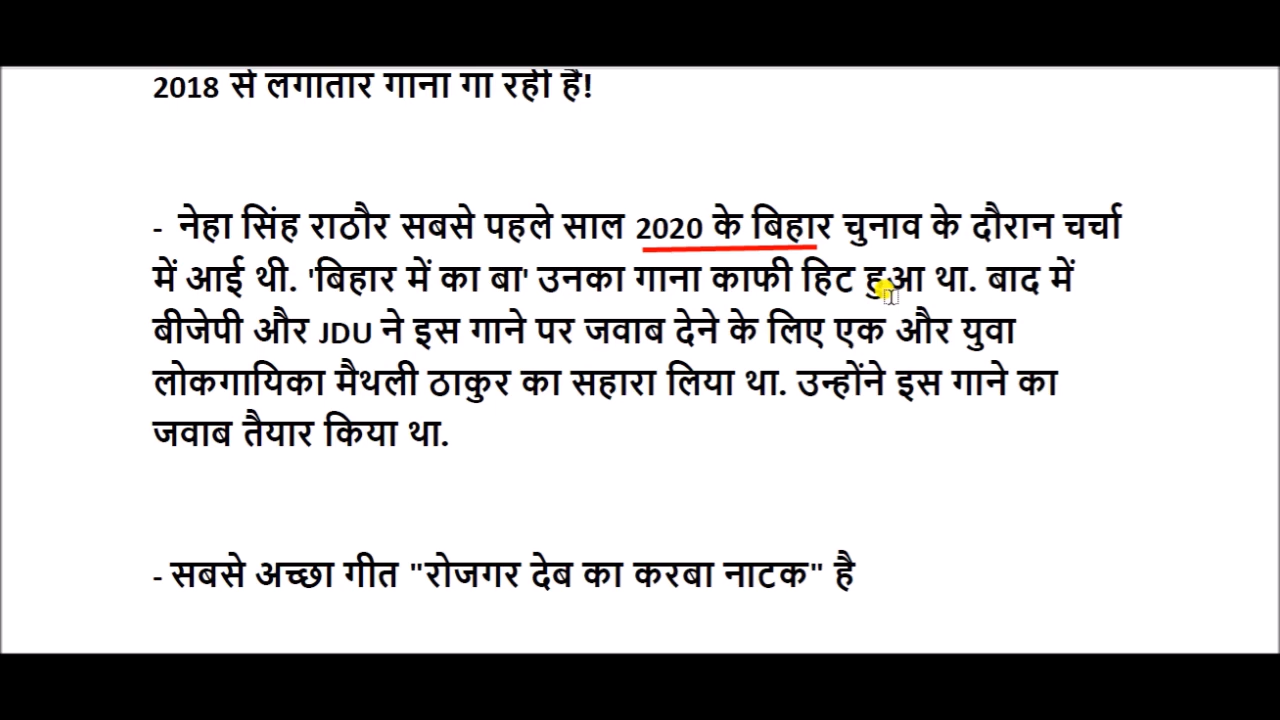 2018 से लगातार गाना गा रही है!
- नेहा सिंह राठौर सबसे पहले साल 2020 के बिहार चुनाव के दौरान चर्चा
में आई थी. 'बिहार में का बा' उनका गाना काफी हिट हुआ था. बाद में
बीजेपी और JDU ने इस गाने पर जवाब देने के लिए एक और युवा
लोकगायिका मैथली ठाकुर का सहारा लिया था. उन्होंने इस गाने का
जवाब तैयार किया था.
- सबसे अच्छा गीत "रोजगर देब का करबा नाटक" है